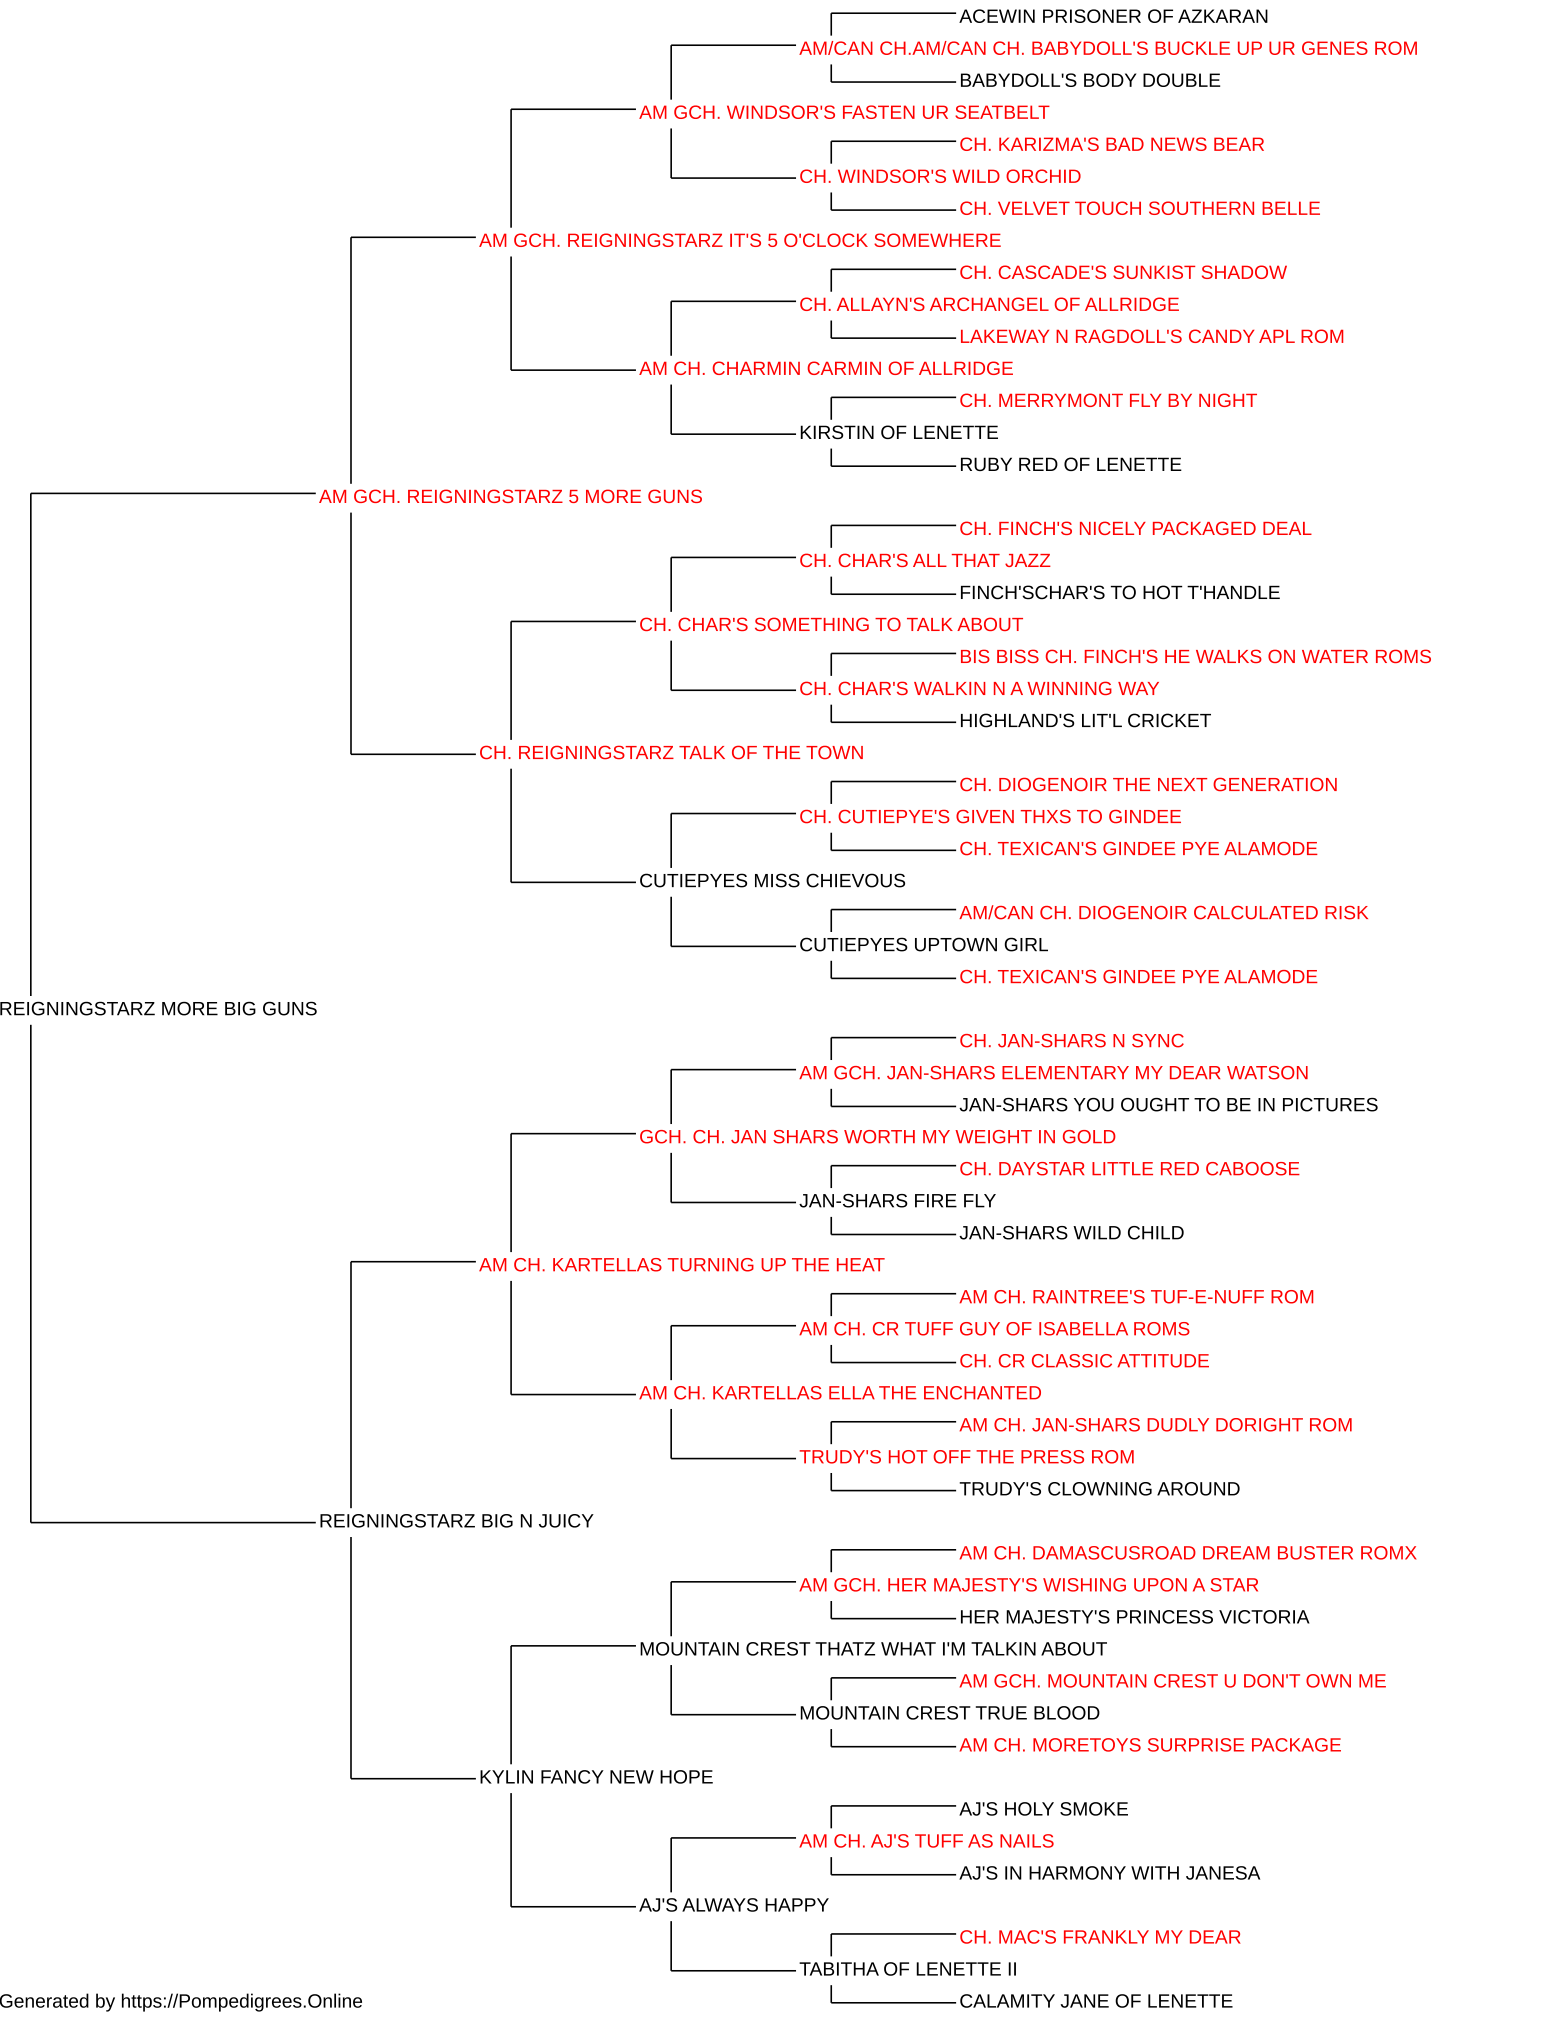 ACEWIN PRISONER OF AZKARAN
AM/CAN CH.AM/CAN CH. BABYDOLL'S BUCKLE UP UR GENES ROM
BABYDOLL'S BODY DOUBLE
AM GCH. WINDSOR'S FASTEN UR SEATBELT
CH. KARIZMA'S BAD NEWS BEAR
CH. WINDSOR'S WILD ORCHID
CH. VELVET TOUCH SOUTHERN BELLE
AM GCH. REIGNINGSTARZ IT'S 5 O'CLOCK SOMEWHERE
CH. CASCADE'S SUNKIST SHADOW
CH. ALLAYN'S ARCHANGEL OF ALLRIDGE
LAKEWAY N RAGDOLL'S CANDY APL ROM
AM CH. CHARMIN CARMIN OF ALLRIDGE
CH. MERRYMONT FLY BY NIGHT
KIRSTIN OF LENETTE
RUBY RED OF LENETTE
AM GCH. REIGNINGSTARZ 5 MORE GUNS
CH. FINCH'S NICELY PACKAGED DEAL
CH. CHAR'S ALL THAT JAZZ
FINCH'SCHAR'S TO HOT T'HANDLE
CH. CHAR'S SOMETHING TO TALK ABOUT
BIS BISS CH. FINCH'S HE WALKS ON WATER ROMS
CH. CHAR'S WALKIN N A WINNING WAY
HIGHLAND'S LIT'L CRICKET
CH. REIGNINGSTARZ TALK OF THE TOWN
CH. DIOGENOIR THE NEXT GENERATION
CH. CUTIEPYE'S GIVEN THXS TO GINDEE
CH. TEXICAN'S GINDEE PYE ALAMODE
CUTIEPYES MISS CHIEVOUS
AM/CAN CH. DIOGENOIR CALCULATED RISK
CUTIEPYES UPTOWN GIRL
CH. TEXICAN'S GINDEE PYE ALAMODE
REIGNINGSTARZ MORE BIG GUNS
CH. JAN-SHARS N SYNC
AM GCH. JAN-SHARS ELEMENTARY MY DEAR WATSON
JAN-SHARS YOU OUGHT TO BE IN PICTURES
GCH. CH. JAN SHARS WORTH MY WEIGHT IN GOLD
CH. DAYSTAR LITTLE RED CABOOSE
JAN-SHARS FIRE FLY
JAN-SHARS WILD CHILD
AM CH. KARTELLAS TURNING UP THE HEAT
AM CH. RAINTREE'S TUF-E-NUFF ROM
AM CH. CR TUFF GUY OF ISABELLA ROMS
CH. CR CLASSIC ATTITUDE
AM CH. KARTELLAS ELLA THE ENCHANTED
AM CH. JAN-SHARS DUDLY DORIGHT ROM
TRUDY'S HOT OFF THE PRESS ROM
TRUDY'S CLOWNING AROUND
REIGNINGSTARZ BIG N JUICY
AM CH. DAMASCUSROAD DREAM BUSTER ROMX
AM GCH. HER MAJESTY'S WISHING UPON A STAR
HER MAJESTY'S PRINCESS VICTORIA
MOUNTAIN CREST THATZ WHAT I'M TALKIN ABOUT
AM GCH. MOUNTAIN CREST U DON'T OWN ME
MOUNTAIN CREST TRUE BLOOD
AM CH. MORETOYS SURPRISE PACKAGE
KYLIN FANCY NEW HOPE
AJ'S HOLY SMOKE
AM CH. AJ'S TUFF AS NAILS
AJ'S IN HARMONY WITH JANESA
AJ'S ALWAYS HAPPY
CH. MAC'S FRANKLY MY DEAR
TABITHA OF LENETTE II
CALAMITY JANE OF LENETTE
Generated by https://Pompedigrees.Online